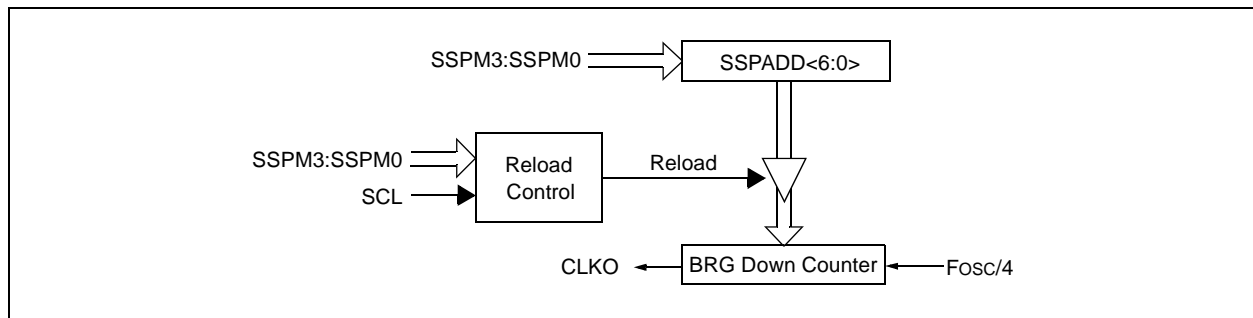 SSPM3:SSPM0
SSPADD<6:0>
SSPM3:SSPM0
SCL
Reload
Control
Reload
CLKO
BRG Down Counter
FOSC/4